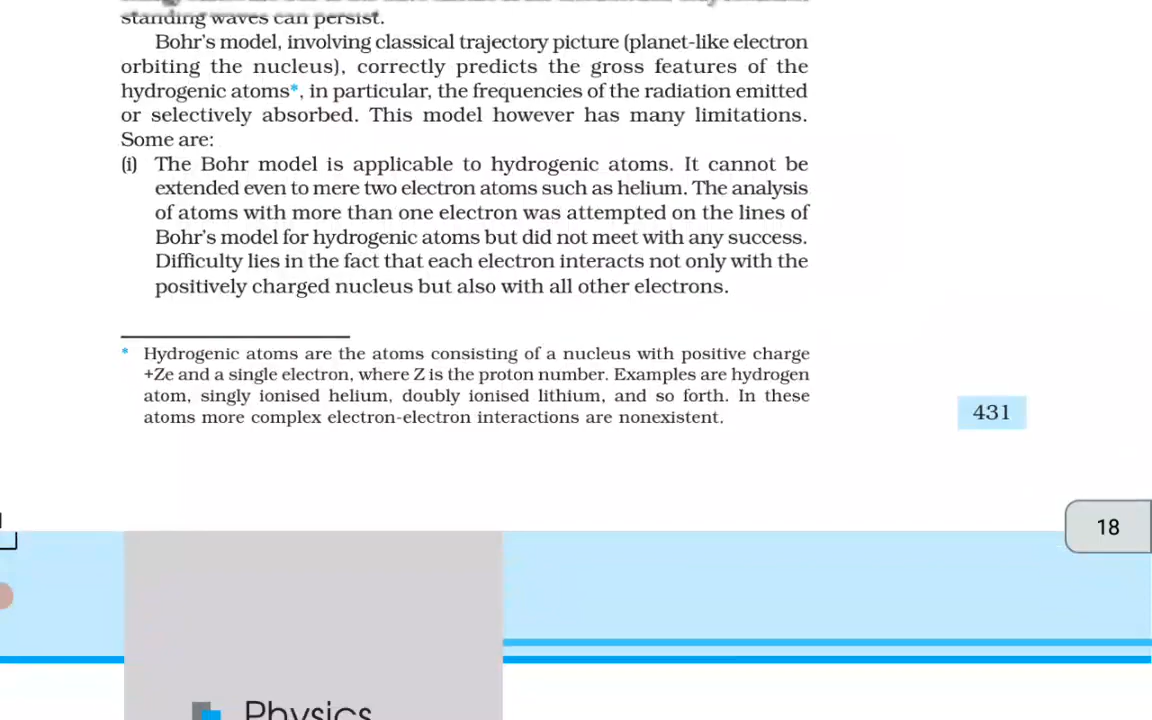 standing waves can persist.
Bohr's model, involving classical trajectory picture (planet-like electron
orbiting the nucleus), correctly predicts the gross features of the
hydrogenic atoms*, in particular, the frequencies of the radiation emitted
or selectively absorbed. This model however has many limitations.
Some are:
(i) The Bohr model is applicable to hydrogenic atoms. It cannot be
extended even to mere two electron atoms such as helium. The analysis
of atoms with more than one electron was attempted on the lines of
Bohr's model for hydrogenic atoms but did not meet with any success.
Difficulty lies in the fact that each electron interacts not only with the
positively charged nucleus but also with all other electrons.
* Hydrogenic atoms are the atoms consisting of a nucleus with positive charge
+Ze and a single electron, where Z is the proton number. Examples are hydrogen
atom, singly ionised helium, doubly ionised lithium, and so forth. In these
atoms more complex electron-electron interactions are nonexistent.
431
18
Physics